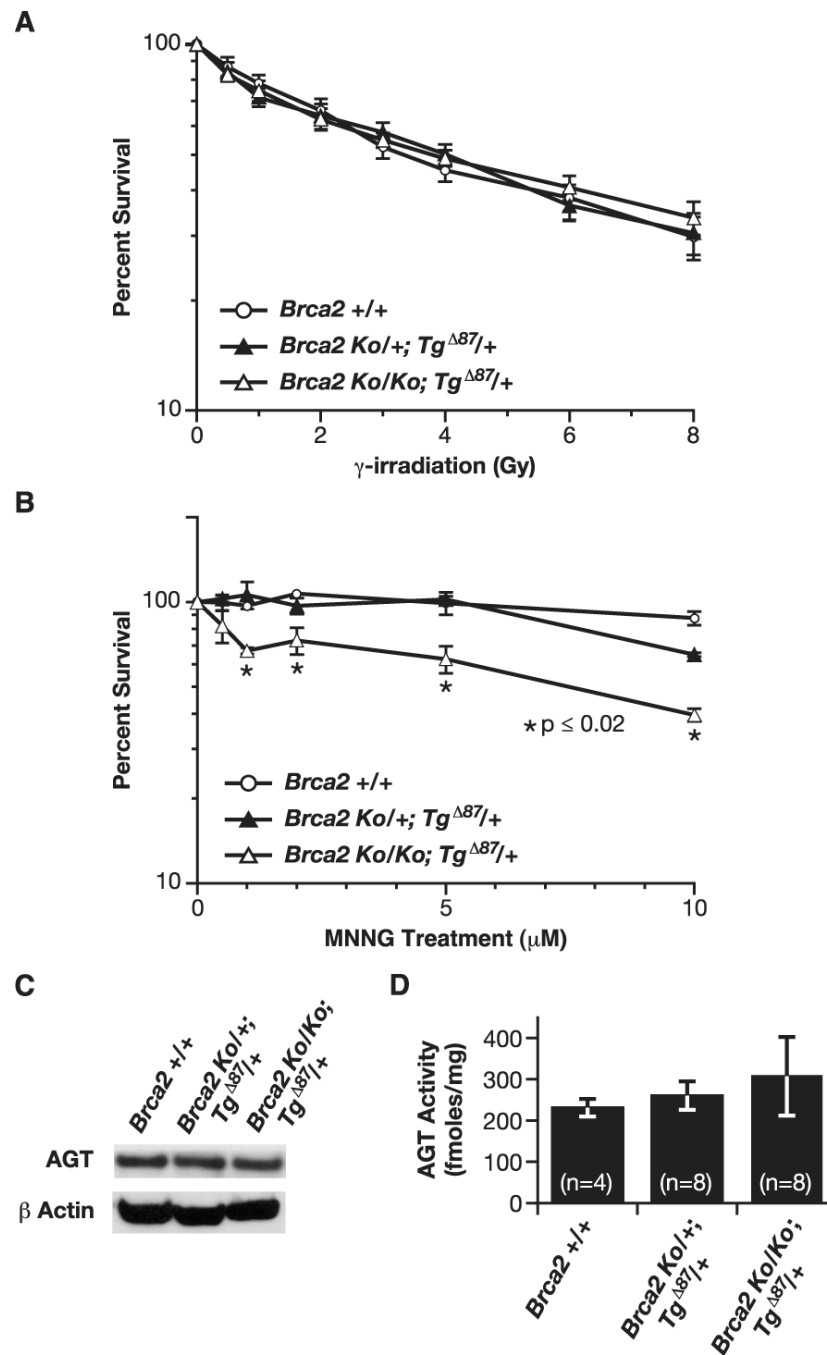 A
100
10
Percent Survival
Brca2 +/+
Brca2 Ko/+; Tg Δ87/+
Brca2 Ko/Ko; Tg Δ87/+
0 2 4 6 8
γ-irradiation (Gy)
B
100
10
Percent Survival
* * * *
* p ≤ 0.02
Brca2 +/+
Brca2 Ko/+; Tg Δ87/+
Brca2 Ko/Ko; Tg Δ87/+
0 5 10
MNNG Treatment (μM)
C
Brca2 +/+
Brca2 Ko/+;
Tg Δ87/+
Brca2 Ko/Ko;
Tg Δ87/+
AGT
β Actin
D
AGT Activity
(fmoles/mg)
400
300
200
100
0
(n=4) (n=8) (n=8)
Brca2 +/+
Brca2 Ko/+;
Tg Δ87/+
Brca2 Ko/Ko;
Tg Δ87/+